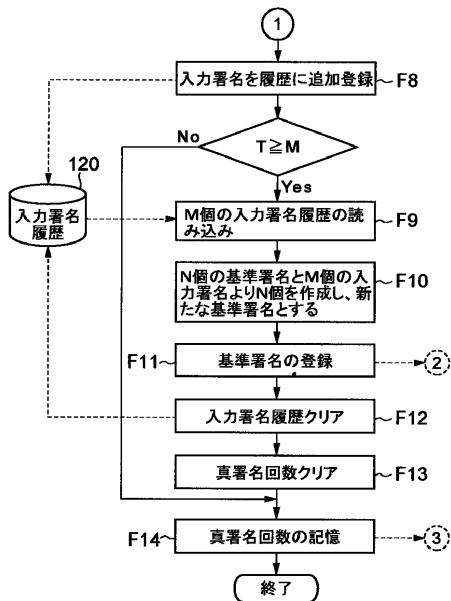 1
入力署名を履歴に追加登録
F8
No
T≧M
120
Yes
入力署名
履歴
M個の入力署名履歴の読
み込み
F9
N個の基準署名とM個の入
力署名よりN個を作成し、新
たな基準署名とする
F10
F11
基準署名の登録
2
入力署名履歴クリア
F12
真署名回数クリア
F13
F14
真署名回数の記憶
3
終了